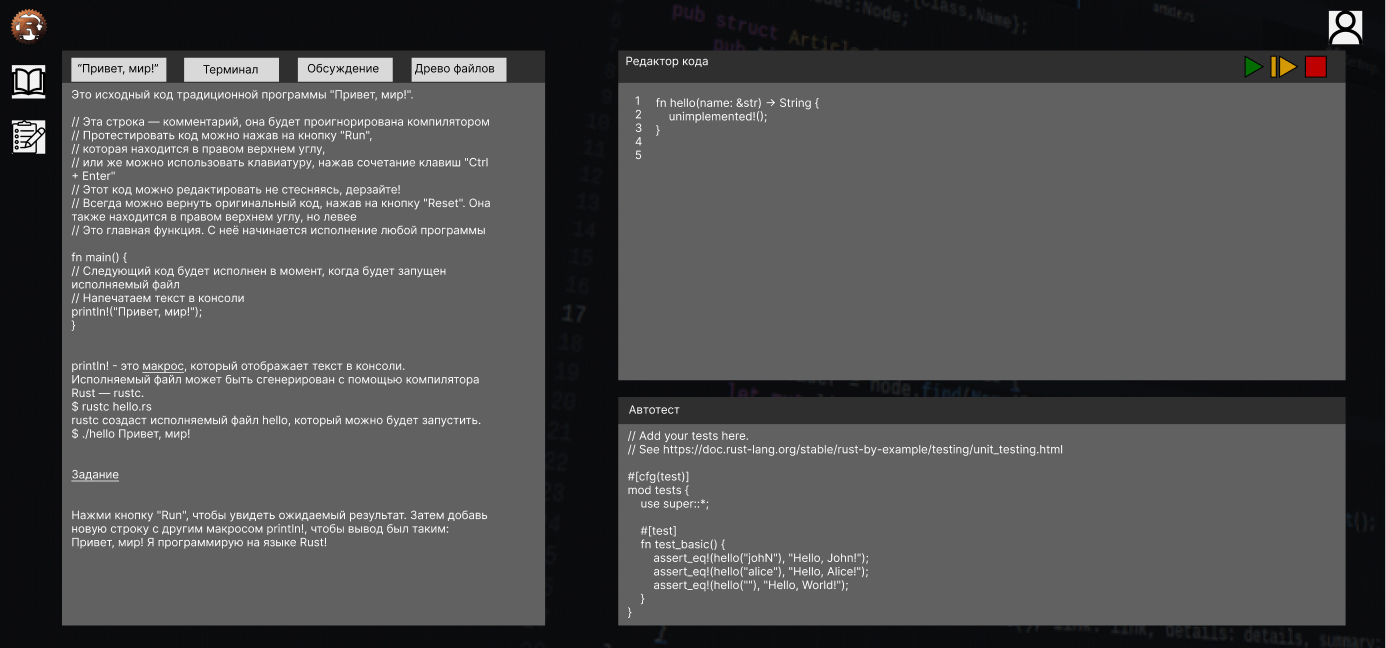 “Привет, мир!”
Терминал
Обсуждение
Древо файлов
Это исходный код традиционной программы "Привет, мир!".
// Эта строка — комментарий, она будет проигнорирована компилятором
// Протестировать код можно нажав на кнопку "Run",
// которая находится в правом верхнем углу,
// или же можно использовать клавиатуру, нажав сочетание клавиш "Ctrl
+ Enter"
// Этот код можно редактировать не стесняясь, дерзайте!
// Всегда можно вернуть оригинальный код, нажав на кнопку "Reset". Она
также находится в правом верхнем углу, но левее
// Это главная функция. С неё начинается исполнение любой программы
fn main() {
// Следующий код будет исполнен в момент, когда будет запущен
исполняемый файл
// Напечатаем текст в консоли
println!("Привет, мир!");
}
println! - это макрос, который отображает текст в консоли.
Исполняемый файл может быть сгенерирован с помощью компилятора
Rust — rustc.
$ rustc hello.rs
rustc создаст исполняемый файл hello, который можно будет запустить.
$ ./hello Привет, мир!
Задание
Нажми кнопку "Run", чтобы увидеть ожидаемый результат. Затем добавь
новую строку с другим макросом println!, чтобы вывод был таким:
Привет, мир! Я программирую на языке Rust!
Редактор кода
1 fn hello(name: &str) → String {
2 unimplemented!();
3 }
4
5
Автотест
// Add your tests here.
// See https://doc.rust-lang.org/stable/rust-by-example/testing/unit_testing.html
#[cfg(test)]
mod tests {
use super::*;
#[test]
fn test_basic() {
assert_eq!(hello("johN"), "Hello, John!");
assert_eq!(hello("alice"), "Hello, Alice!");
assert_eq!(hello(""), "Hello, World!");
}
}